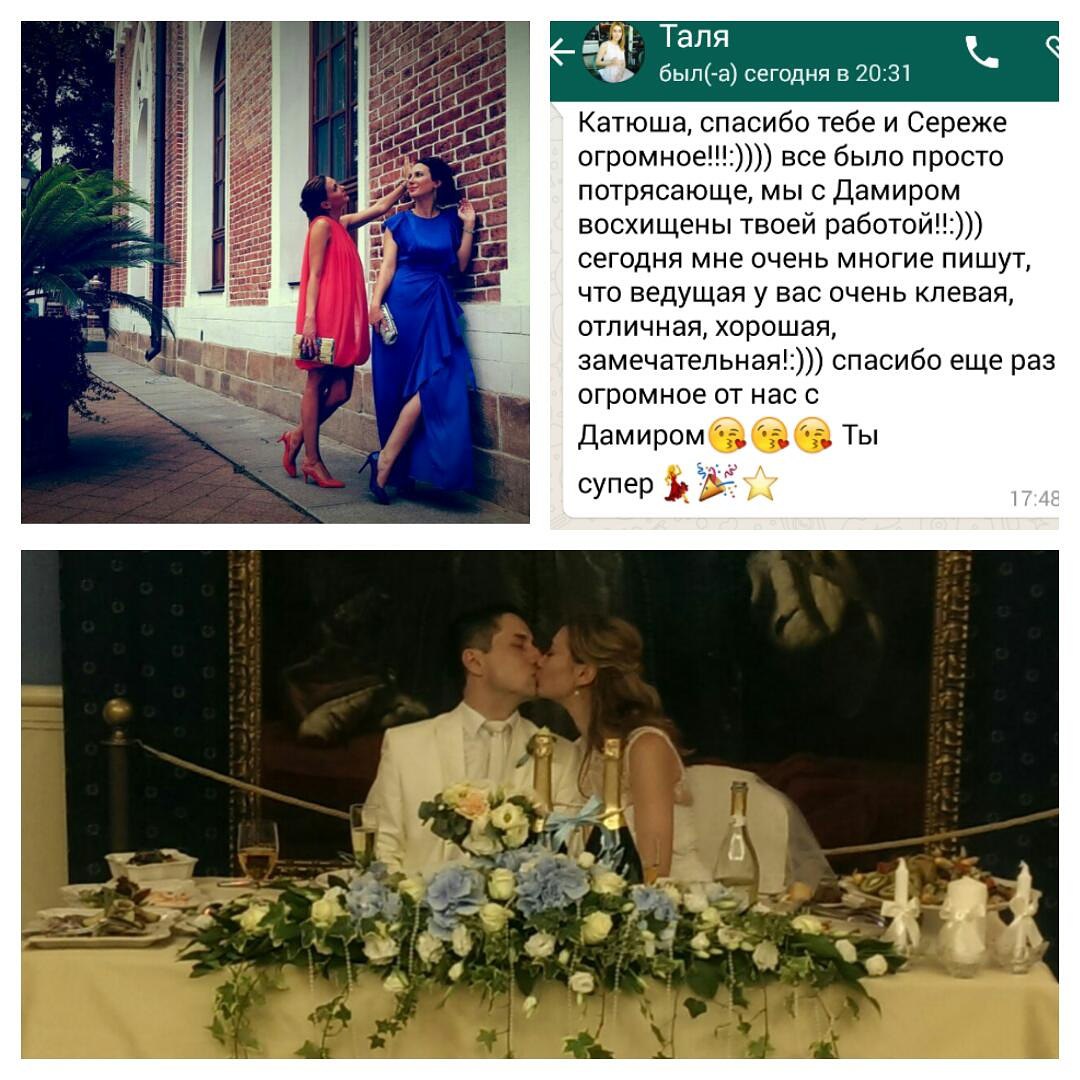 Таля
был(-а) сегодня в 20:31
Катюша, спасибо тебе и Сереже
огромное!!!:)))) все было просто
потрясающе, мы с Дамиром
восхищены твоей работой!!:)))
сегодня мне очень многие пишут,
что ведущая у вас очень клевая,
отличная, хорошая,
замечательная!:))) спасибо еще раз
огромное от нас с
Дамиром😘😘😘 Ты
супер💃🎉⭐
17:48